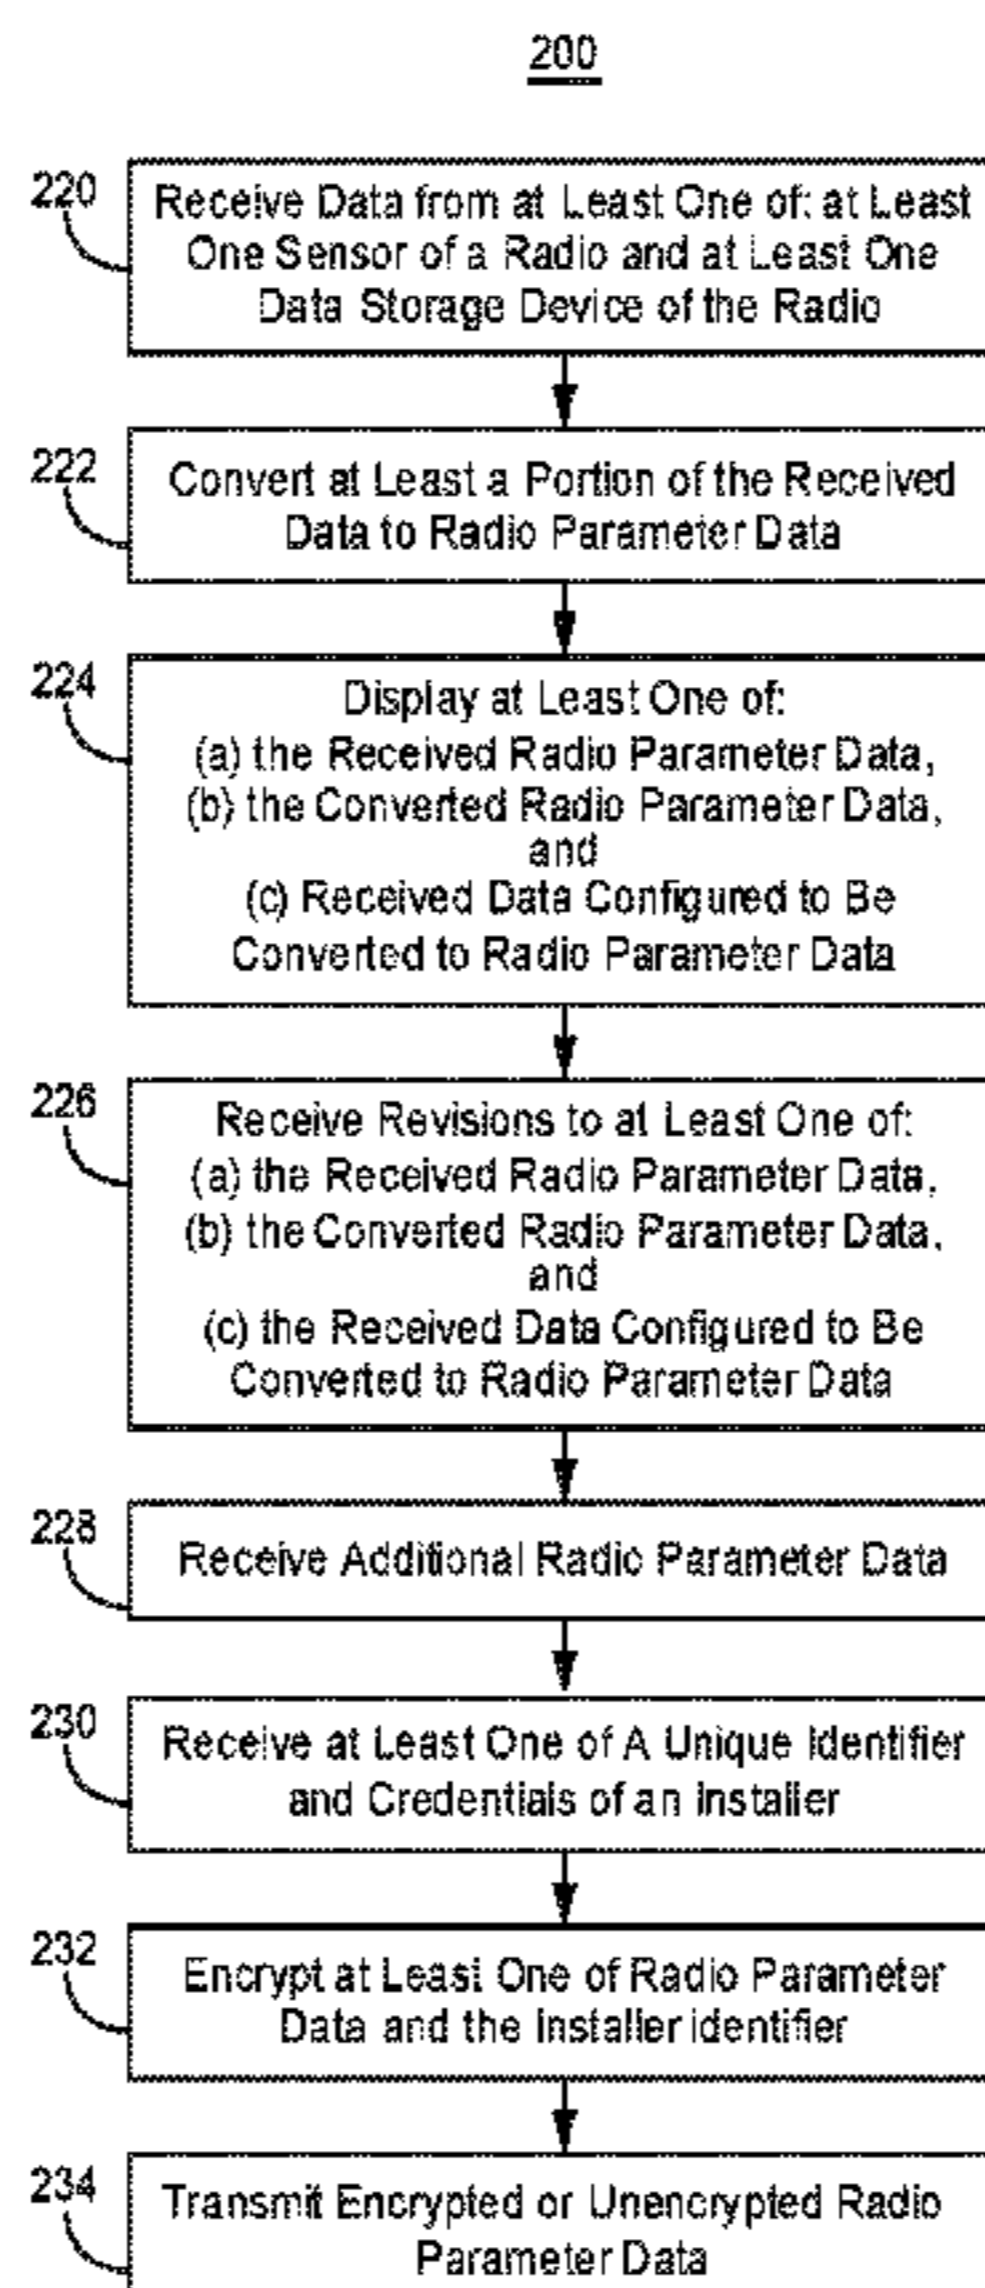 200
220
Receive Data from at Least One of: at Least
One Sensor of a Radio and at Least One
Data Storage Device of the Radio
222
Convert at Least a Portion of the Received
Data to Radio Parameter Data
224
Display at Least One of:
(a) the Received Radio Parameter Data,
(b) the Converted Radio Parameter Data,
and
(c) Received Data Configured to Be
Converted to Radio Parameter Data
226
Receive Revisions to at Least One of:
(a) the Received Radio Parameter Data,
(b) the Converted Radio Parameter Data,
and
(c) the Received Data Configured to Be
Converted to Radio Parameter Data
228
Receive Additional Radio Parameter Data
230
Receive at Least One of A Unique Identifier
and Credentials of an Installer
232
Encrypt at Least One of Radio Parameter
Data and the Installer identifier
234
Transmit Encrypted or Unencrypted Radio
Parameter Data